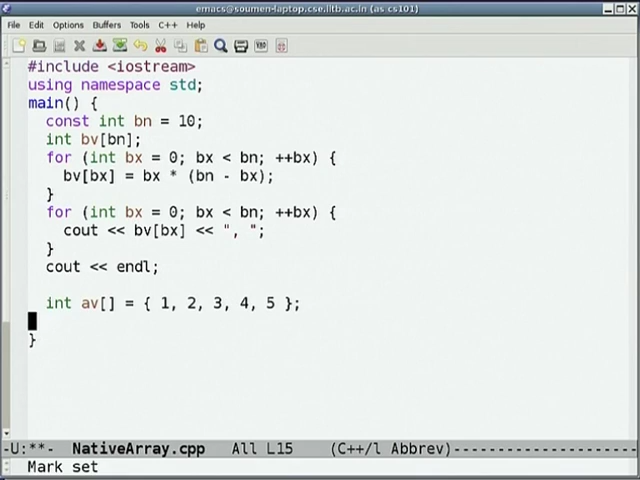 emacs@soumen-laptop.cse.iitb.ac.in (as cs101)
File Edit Options Buffers Tools C++ Help
#include <iostream>
using namespace std;
main() {
  const int bn = 10;
  int bv[bn];
  for (int bx = 0; bx < bn; ++bx) {
    bv[bx] = bx * (bn - bx);
  }
  for (int bx = 0; bx < bn; ++bx) {
    cout << bv[bx] << ", ";
  }
  cout << endl;
  int av[] = { 1, 2, 3, 4, 5 };
}
-U:**-  NativeArray.cpp   All L15    (C++/l Abbrev)---------------------
Mark set